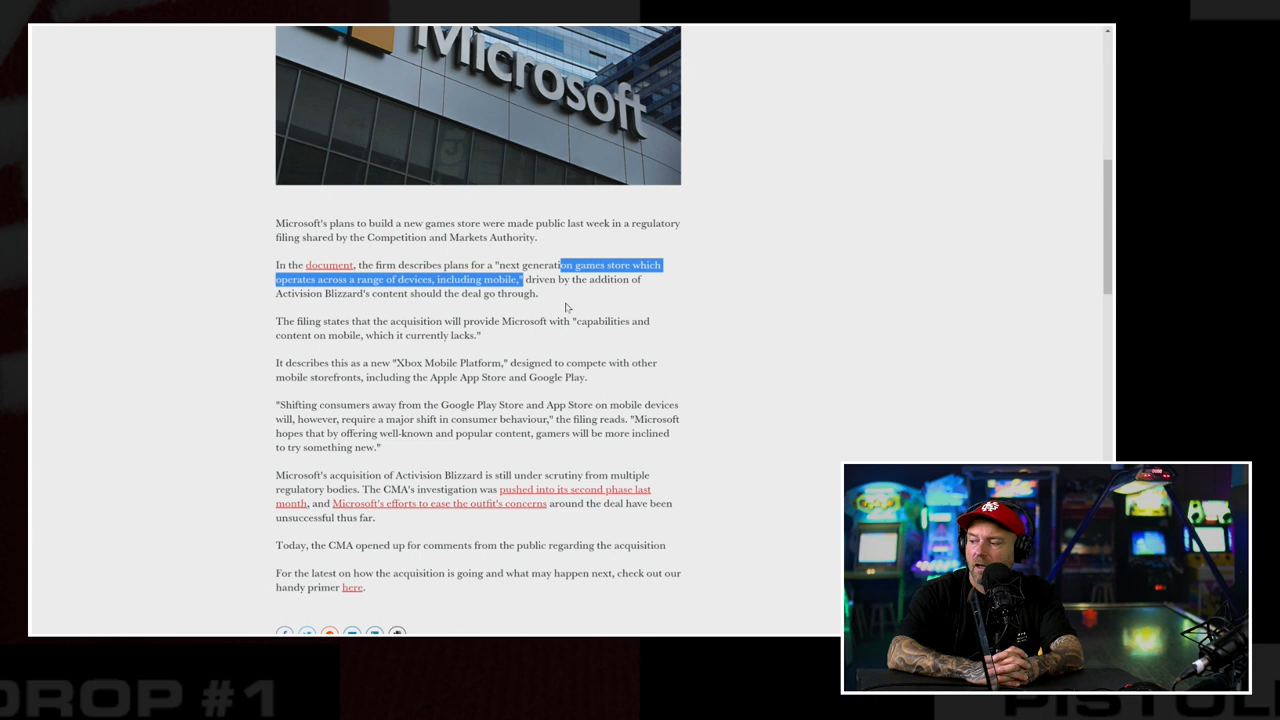 Microsoft
Microsoft's plans to build a new games store were made public last week in a regulatory
filing shared by the Competition and Markets Authority.
In the document, the firm describes plans for a "next generation games store which
operates across a range of devices, including mobile," driven by the addition of
Activision Blizzard's content should the deal go through.
The filing states that the acquisition will provide Microsoft with "capabilities and
content on mobile, which it currently lacks."
It describes this as a new "Xbox Mobile Platform," designed to compete with other
mobile storefronts, including the Apple App Store and Google Play.
"Shifting consumers away from the Google Play Store and App Store on mobile devices
will, however, require a major shift in consumer behaviour," the filing reads. "Microsoft
hopes that by offering well-known and popular content, gamers will be more inclined
to try something new."
Microsoft's acquisition of Activision Blizzard is still under scrutiny from multiple
regulatory bodies. The CMA's investigation was pushed into its second phase last
month, and Microsoft's efforts to ease the outfit's concerns around the deal have been
unsuccessful thus far.
Today, the CMA opened up for comments from the public regarding the acquisition
For the latest on how the acquisition is going and what may happen next, check out our
handy primer here.
DROP #1
PISTOL